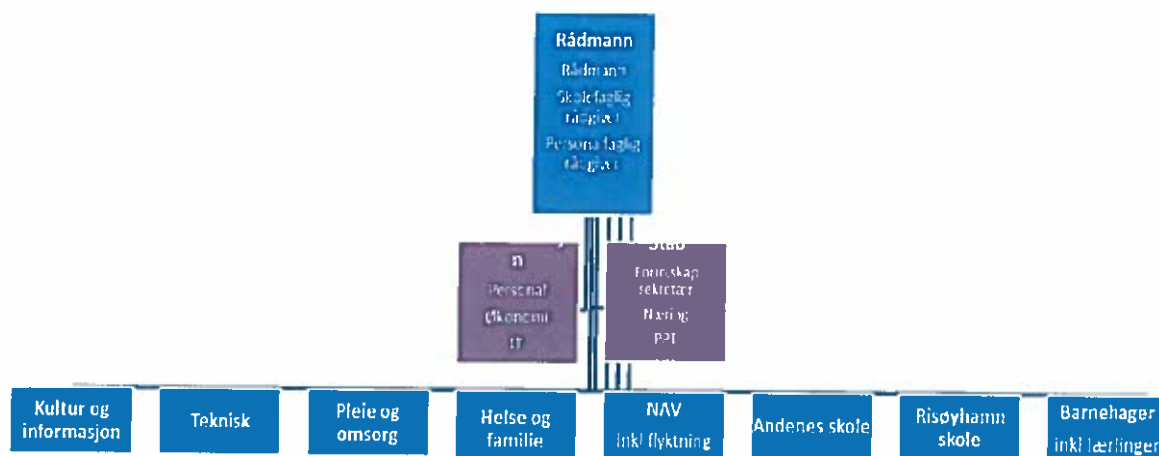 Rådmann
Rådmann
Skolefaglig
rådgiver
Personalfaglig
rådgiver
n
Personal
Økonomi
IT
Stab
sekretær
Næring
PPT
Kultur og
informasjon
Teknisk
Pleie og
omsorg
Helse og
familie
NAV
inkl flyktning
Andenes skole
Risøyhamn
skole
Barnehager
inkl lærlinger